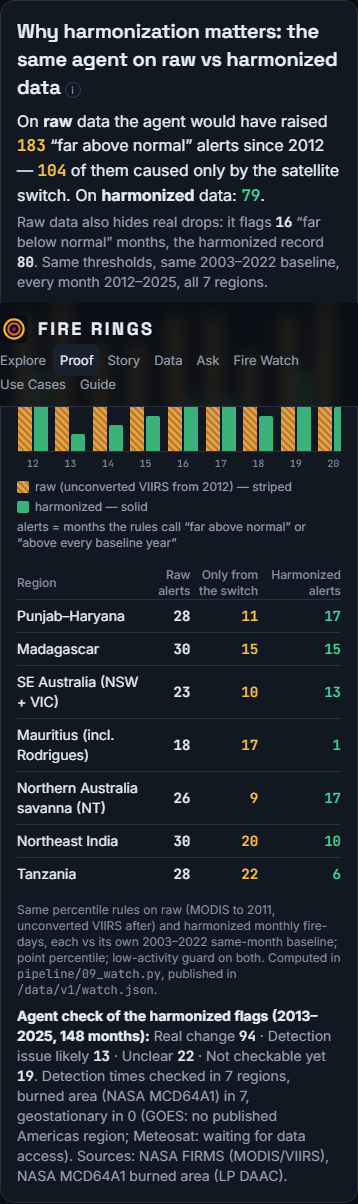 Why harmonization matters: the
same agent on raw vs harmonized
data ⓘ
On raw data the agent would have raised
183 “far above normal” alerts since 2012
— 104 of them caused only by the satellite
switch. On harmonized data: 79.
Raw data also hides real drops: it flags 16 “far
below normal” months, the harmonized record
80. Same thresholds, same 2003–2022 baseline,
every month 2012–2025, all 7 regions.
FIRE RINGS
Explore Proof Story Data Ask Fire Watch
Use Cases Guide
12 13 14 15 16 17 18 19 20
raw (unconverted VIIRS from 2012) — striped
harmonized — solid
alerts = months the rules call “far above normal” or
“above every baseline year”
Region Raw alerts Only from the switch Harmonized alerts
Punjab–Haryana 28 11 17
Madagascar 30 15 15
SE Australia (NSW
+ VIC) 23 10 13
Mauritius (incl.
Rodrigues) 18 17 1
Northern Australia
savanna (NT) 26 9 17
Northeast India 30 20 10
Tanzania 28 22 6
Same percentile rules on raw (MODIS to 2011,
unconverted VIIRS after) and harmonized monthly fire-
days, each vs its own 2003–2022 same-month baseline;
point percentile; low-activity guard on both. Computed in
pipeline/09_watch.py, published in
/data/v1/watch.json.
Agent check of the harmonized flags (2013–
2025, 148 months): Real change 94 · Detection
issue likely 13 · Unclear 22 · Not checkable yet
19. Detection times checked in 7 regions,
burned area (NASA MCD64A1) in 7,
geostationary in 0 (GOES: no published
Americas region; Meteosat: waiting for data
access). Sources: NASA FIRMS (MODIS/VIIRS),
NASA MCD64A1 burned area (LP DAAC).